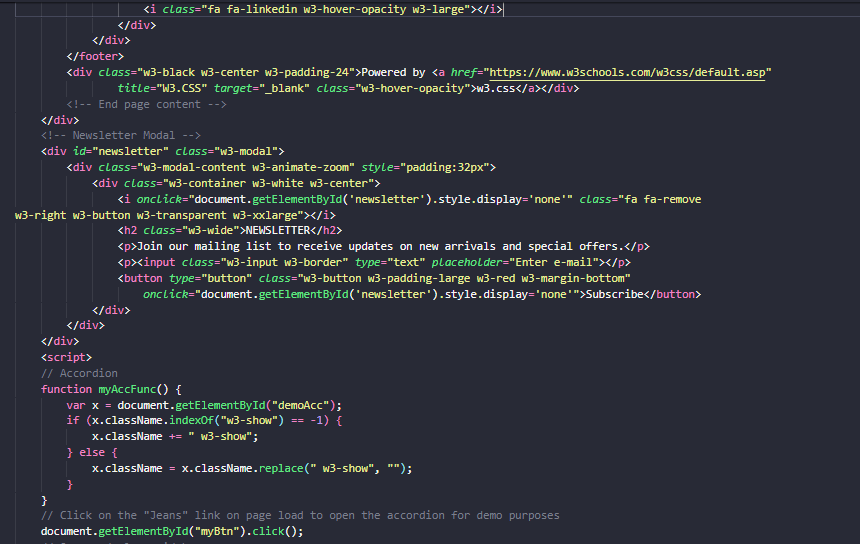 <i class="fa fa-linkedin w3-hover-opacity w3-large"></i>
</div>
</div>
</footer>
<div class="w3-black w3-center w3-padding-24">Powered by <a href="https://www.w3schools.com/w3css/default.asp"
title="W3.CSS" target="_blank" class="w3-hover-opacity">w3.css</a></div>
<!-- End page content -->
</div>
<!-- Newsletter Modal -->
<div id="newsletter" class="w3-modal">
<div class="w3-modal-content w3-animate-zoom" style="padding:32px">
<div class="w3-container w3-white w3-center">
<i onclick="document.getElementById('newsletter').style.display='none'" class="fa fa-remove
w3-right w3-button w3-transparent w3-xxlarge"></i>
<h2 class="w3-wide">NEWSLETTER</h2>
<p>Join our mailing list to receive updates on new arrivals and special offers.</p>
<p><input class="w3-input w3-border" type="text" placeholder="Enter e-mail"></p>
<button type="button" class="w3-button w3-padding-large w3-red w3-margin-bottom"
onclick="document.getElementById('newsletter').style.display='none'">Subscribe</button>
</div>
</div>
</div>
<script>
// Accordion
function myAccFunc() {
var x = document.getElementById("demoAcc");
if (x.className.indexOf("w3-show") == -1) {
x.className += " w3-show";
} else {
x.className = x.className.replace(" w3-show", "");
}
}
// Click on the "Jeans" link on page load to open the accordion for demo purposes
document.getElementById("myBtn").click();